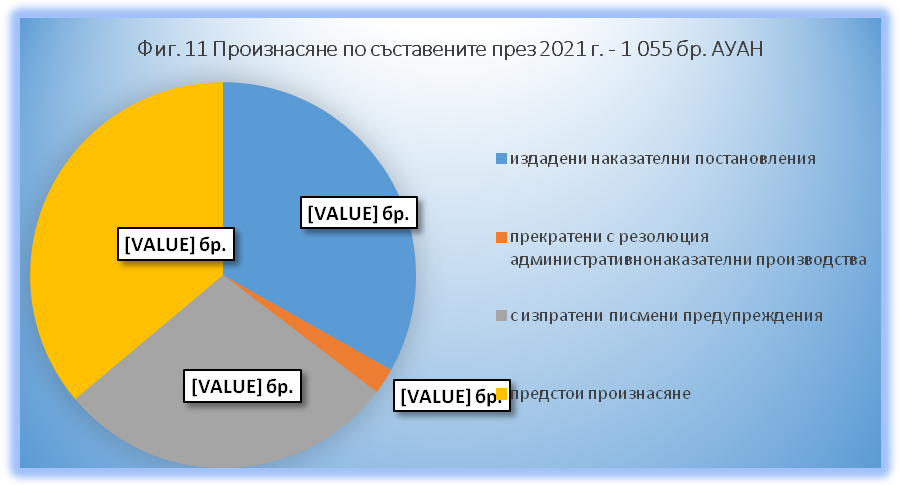 Фиг. 11 Произнасяне по съставените през 2021 г. - 1 055 бр. АУАН
[VALUE] бр.
[VALUE] бр.
[VALUE] бр.
[VALUE] бр.
издадени наказателни постановления
прекратени с резолюция
административнонаказателни производства
с изпратени писмени предупреждения
предстои произнасяне